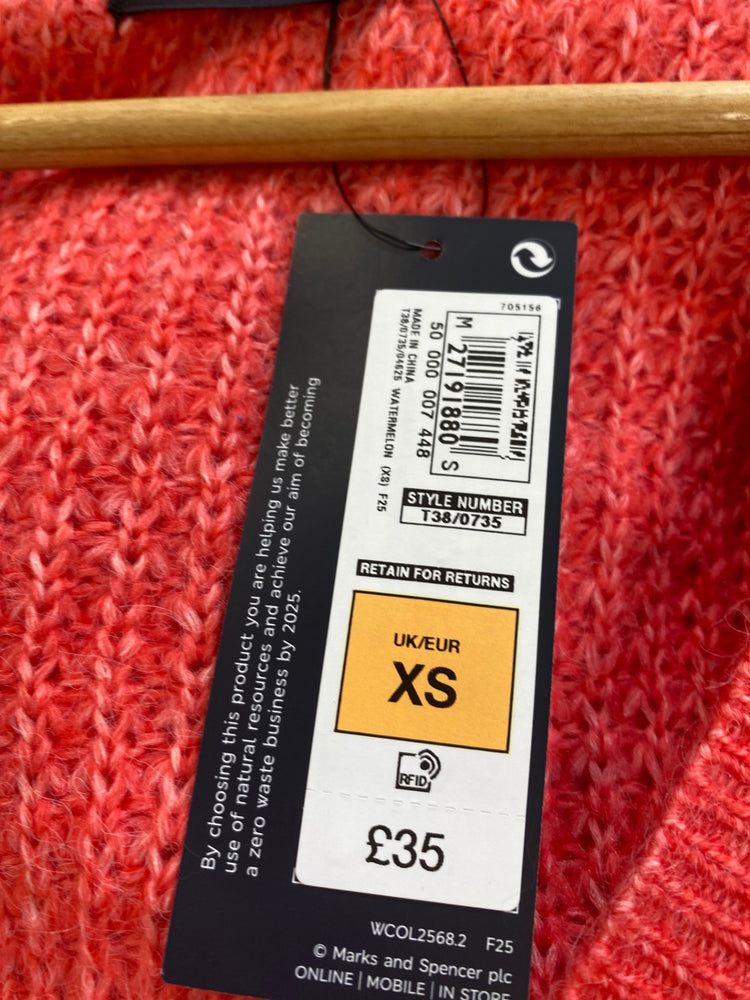 705156
M 27191880 S
50 000 007 448
MADE IN CHINA
T38/0735/04625 WATERMELON (XS) F25
STYLE NUMBER
T38/0735
RETAIN FOR RETURNS
UK/EUR
XS
RFID
£35
By choosing this product you are helping us make better
use of natural resources and achieve our aim of becoming
a zero waste business by 2025.
WCOL2568.2 F25
© Marks and Spencer plc
ONLINE | MOBILE | IN STORE